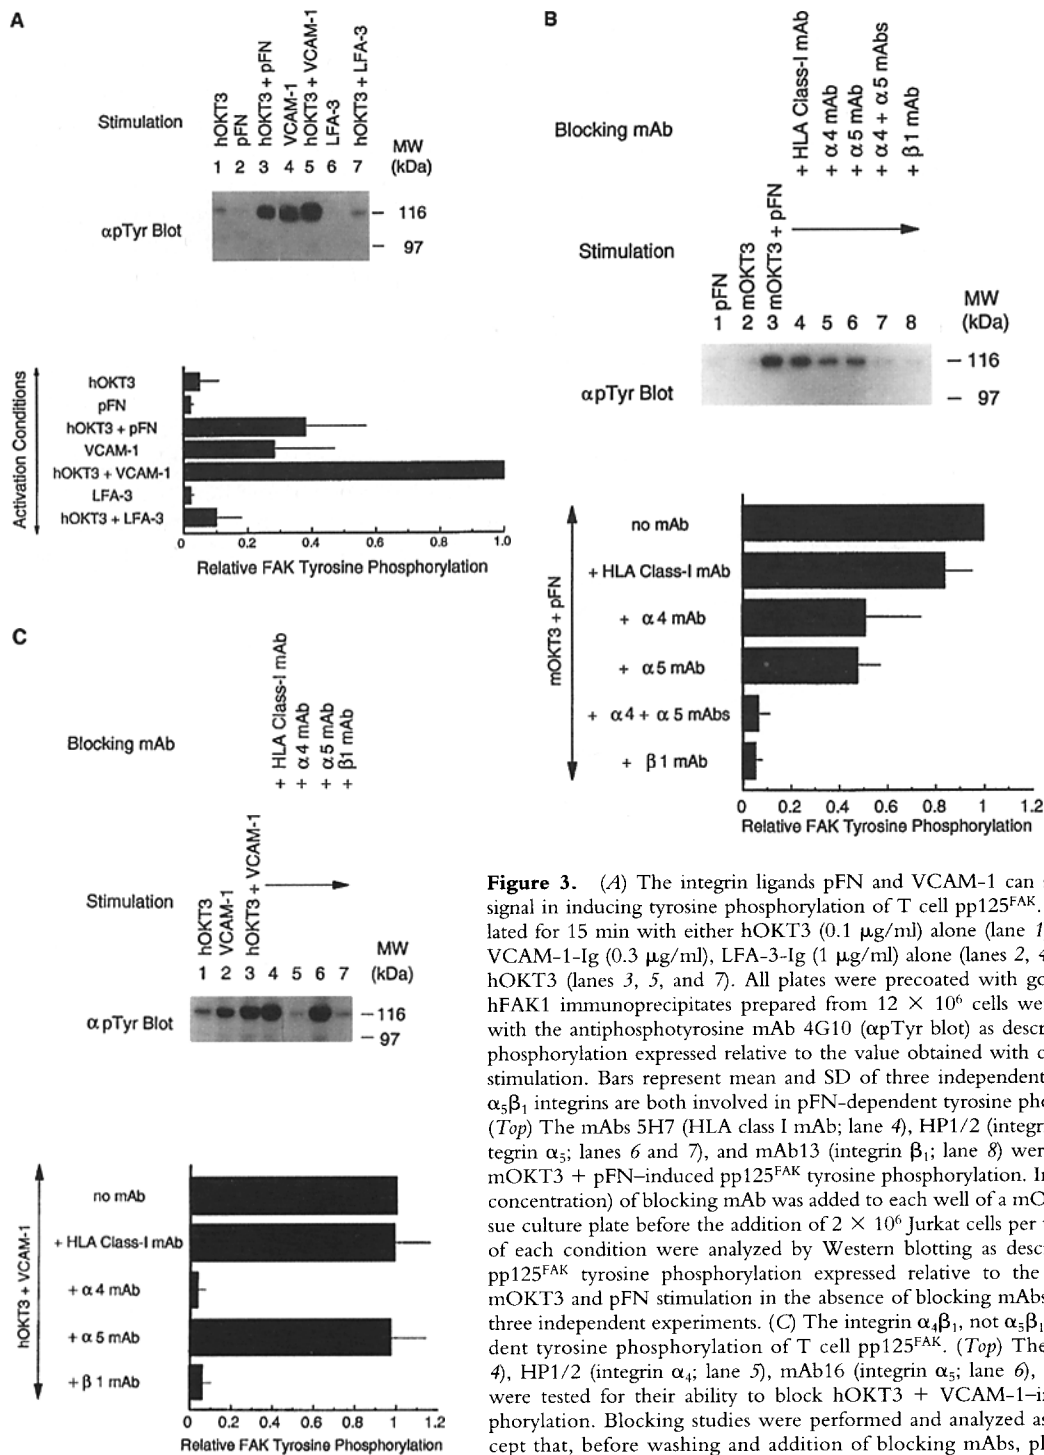 A
Stimulation
hOKT3
pFN
hOKT3 + pFN
VCAM-1
hOKT3 + VCAM-1
LFA-3
hOKT3 + LFA-3
1 2 3 4 5 6 7
MW
(kDa)
αpTyr Blot
116
97
Activation Conditions
hOKT3
pFN
hOKT3 + pFN
VCAM-1
hOKT3 + VCAM-1
LFA-3
hOKT3 + LFA-3
0 0.2 0.4 0.6 0.8 1.0
Relative FAK Tyrosine Phosphorylation
B
Blocking mAb
+ HLA Class-I mAb
+ α4 mAb
+ α5 mAb
+ α4 + α5 mAbs
+ β1 mAb
Stimulation
pFN
mOKT3
mOKT3 + pFN
1 2 3 4 5 6 7 8
MW
(kDa)
αpTyr Blot
116
97
mOKT3 + pFN
no mAb
+ HLA Class-I mAb
+ α4 mAb
+ α5 mAb
+ α4 + α5 mAbs
+ β1 mAb
0 0.2 0.4 0.6 0.8 1 1.2
Relative FAK Tyrosine Phosphorylation
C
Blocking mAb
+ HLA Class-I mAb
+ α4 mAb
+ α5 mAb
+ β1 mAb
Stimulation
hOKT3
VCAM-1
hOKT3 + VCAM-1
1 2 3 4 5 6 7
MW
(kDa)
αpTyr Blot
116
97
hOKT3 + VCAM-1
no mAb
+ HLA Class-I mAb
+ α4 mAb
+ α5 mAb
+ β1 mAb
0 0.2 0.4 0.6 0.8 1 1.2
Relative FAK Tyrosine Phosphorylation
Figure 3. (A) The integrin ligands pFN and VCAM-1 can
signal in inducing tyrosine phosphorylation of T cell pp125FAK.
lated for 15 min with either hOKT3 (0.1 μg/ml) alone (lane 1
VCAM-1-Ig (0.3 μg/ml), LFA-3-Ig (1 μg/ml) alone (lanes 2, 4
hOKT3 (lanes 3, 5, and 7). All plates were precoated with go
hFAK1 immunoprecipitates prepared from 12 × 10⁶ cells we
with the antiphosphotyrosine mAb 4G10 (αpTyr blot) as descr
phosphorylation expressed relative to the value obtained with
stimulation. Bars represent mean and SD of three independent
α₅β₁ integrins are both involved in pFN-dependent tyrosine pho
(Top) The mAbs 5H7 (HLA class I mAb; lane 4), HP1/2 (integr
tegrin α₅; lanes 6 and 7), and mAb13 (integrin β₁; lane 8) wer
mOKT3 + pFN–induced pp125FAK tyrosine phosphorylation. I
concentration) of blocking mAb was added to each well of a mO
sue culture plate before the addition of 2 × 10⁶ Jurkat cells per
of each condition were analyzed by Western blotting as desc
pp125FAK tyrosine phosphorylation expressed relative to the
mOKT3 and pFN stimulation in the absence of blocking mAbs
three independent experiments. (C) The integrin α₄β₁, not α₅β₁
dent tyrosine phosphorylation of T cell pp125FAK. (Top) The
4), HP1/2 (integrin α₄; lane 5), mAb16 (integrin α₅; lane 6),
were tested for their ability to block hOKT3 + VCAM-1–i
phorylation. Blocking studies were performed and analyzed as
cept that, before washing and addition of blocking mAbs, pl